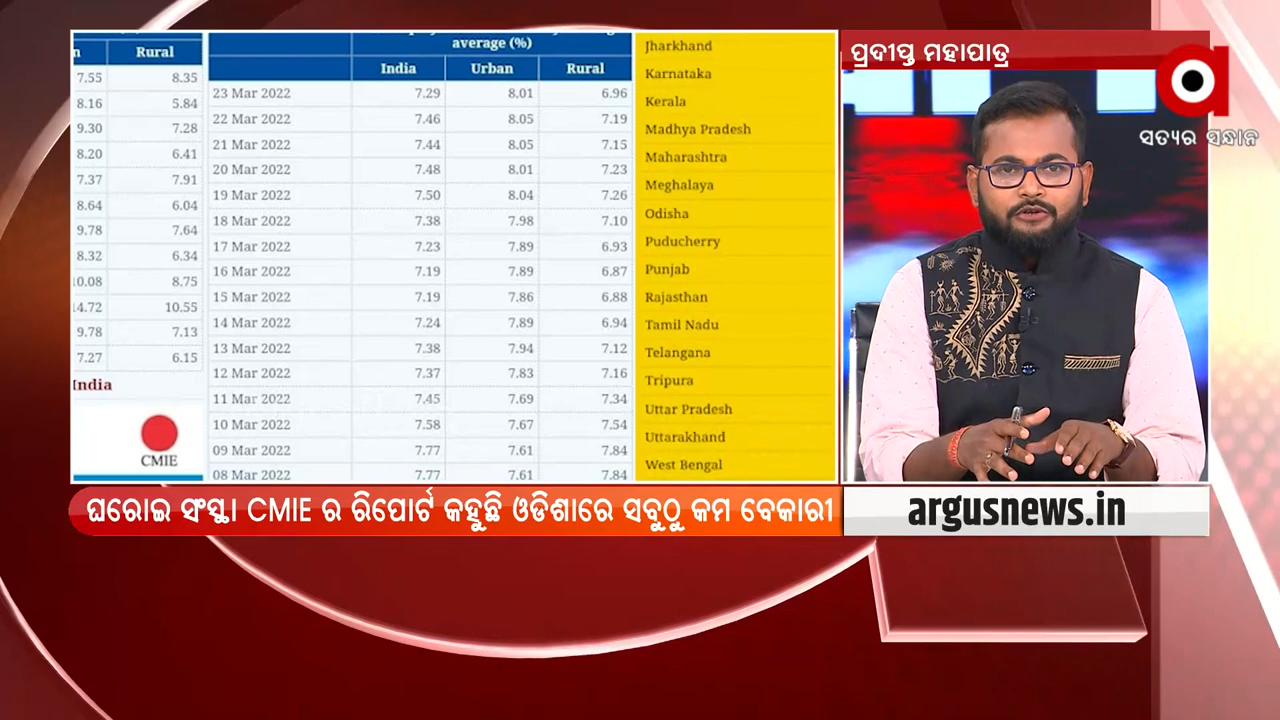 Rural
7.55 8.35
8.16 5.84
9.30 7.28
8.20 6.41
7.37 7.91
8.64 6.04
9.78 7.64
8.32 6.34
10.08 8.75
14.72 10.55
9.78 7.13
7.27 6.15
India
CMIE
average (%)
India Urban Rural
23 Mar 2022 7.29 8.01 6.96
22 Mar 2022 7.46 8.05 7.19
21 Mar 2022 7.44 8.05 7.15
20 Mar 2022 7.48 8.01 7.23
19 Mar 2022 7.50 8.04 7.26
18 Mar 2022 7.38 7.98 7.10
17 Mar 2022 7.23 7.89 6.93
16 Mar 2022 7.19 7.89 6.87
15 Mar 2022 7.19 7.86 6.88
14 Mar 2022 7.24 7.89 6.94
13 Mar 2022 7.38 7.94 7.12
12 Mar 2022 7.37 7.83 7.16
11 Mar 2022 7.45 7.69 7.34
10 Mar 2022 7.58 7.67 7.54
09 Mar 2022 7.77 7.61 7.84
08 Mar 2022 7.77 7.61 7.84
Jharkhand
Karnataka
Kerala
Madhya Pradesh
Maharashtra
Meghalaya
Odisha
Puducherry
Punjab
Rajasthan
Tamil Nadu
Telangana
Tripura
Uttar Pradesh
Uttarakhand
West Bengal
ପ୍ରଦୀପ୍ତ ମହାପାତ୍ର
ସତ୍ୟର ସନ୍ଧାନ
ଘରୋଇ ସଂସ୍ଥା CMIE ର ରିପୋର୍ଟ କହୁଛି ଓଡିଶାରେ ସବୁଠୁ କମ ବେକାରୀ
argusnews.in